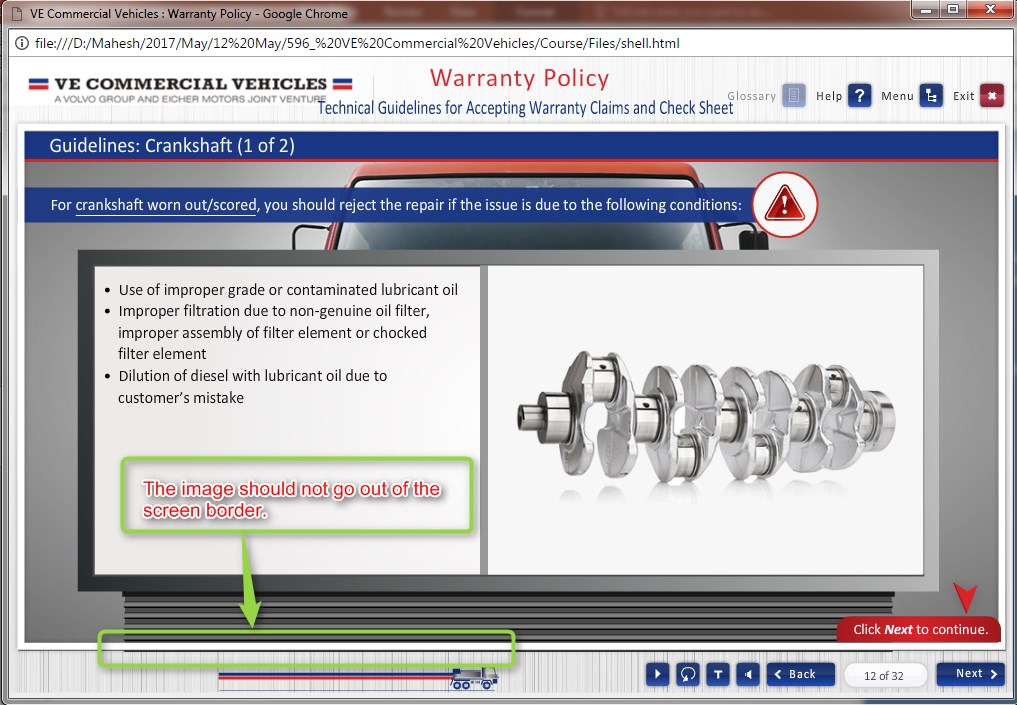 VE Commercial Vehicles : Warranty Policy - Google Chrome
file:///D:/Mahesh/2017/May/12%20May/596_%20VE%20Commercial%20Vehicles/Course/Files/shell.html
VE COMMERCIAL VEHICLES
A VOLVO GROUP AND EICHER MOTORS JOINT VENTURE
Warranty Policy
Technical Guidelines for Accepting Warranty Claims and Check Sheet
Glossary Help ? Menu Exit
Guidelines: Crankshaft (1 of 2)
For crankshaft worn out/scored, you should reject the repair if the issue is due to the following conditions:
• Use of improper grade or contaminated lubricant oil
• Improper filtration due to non-genuine oil filter,
improper assembly of filter element or chocked
filter element
• Dilution of diesel with lubricant oil due to
customer’s mistake
The image should not go out of the
screen border.
Click Next to continue.
T
Back
12 of 32
Next